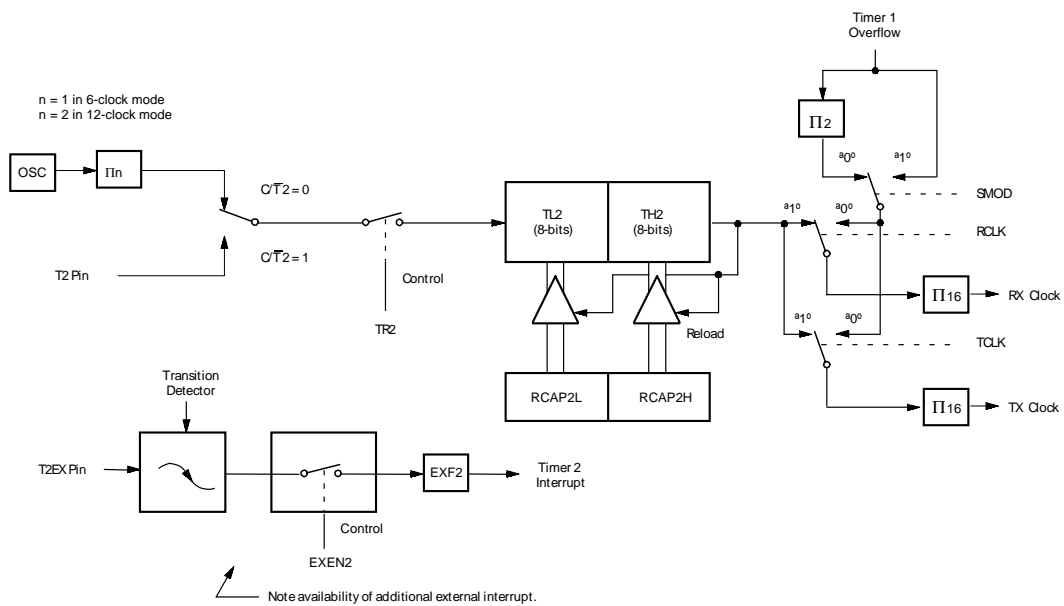 Timer 1
Overflow
n = 1 in 6-clock mode
n = 2 in 12-clock mode
Π2
OSC
Πn
C/T̅2 = 0
TL2
(8-bits)
TH2
(8-bits)
ª0º
ª1º
SMOD
ª1º
ª0º
RCLK
C/T̅2 = 1
T2 Pin
Control
TR2
Reload
Π16
RX Clock
ª1º
ª0º
TCLK
RCAP2L
RCAP2H
Π16
TX Clock
Transition
Detector
T2EX Pin
EXF2
Timer 2
Interrupt
Control
EXEN2
Note availability of additional external interrupt.